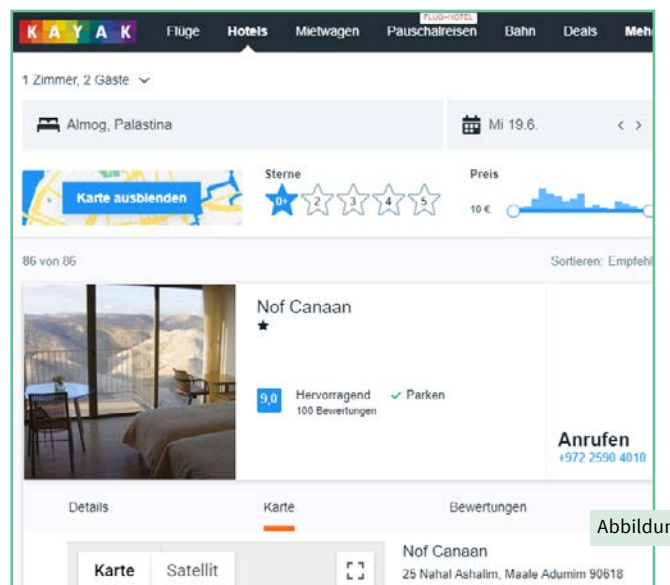 KAYAK
Flüge Hotels Mietwagen FLUG+HOTEL Pauschalreisen Bahn Deals
1 Zimmer, 2 Gäste
Almog, Palästina Mi 19.6.
Karte ausblenden
Sterne
0+ 2 3 4 5
Preis
10 €
86 von 86 Sortieren:
Nof Canaan
9,0 Hervorragend Parken
100 Bewertungen
Anrufen
+972 2590 4010
Details Karte Bewertungen
Karte Satellit
Nof Canaan
25 Nahal Ashalim, Maale Adumim 90618